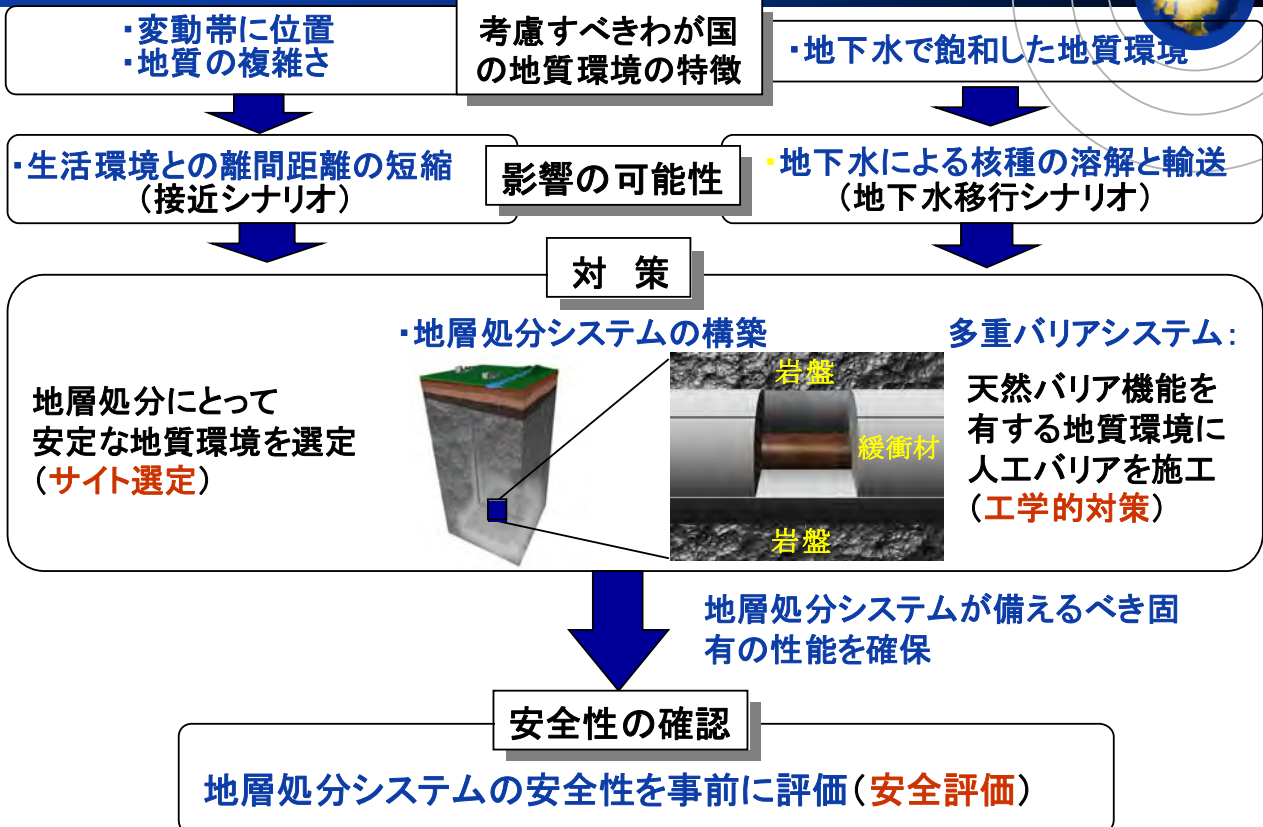 ・変動帯に位置
・地質の複雑さ
考慮すべきわが国
の地質環境の特徴
・地下水で飽和した地質環境
・生活環境との離間距離の短縮
(接近シナリオ)
影響の可能性
・地下水による核種の溶解と輸送
(地下水移行シナリオ)
対 策
・地層処分システムの構築
多重バリアシステム:
地層処分にとって
安定な地質環境を選定
(サイト選定)
岩盤
緩衝材
岩盤
天然バリア機能を
有する地質環境に
人工バリアを施工
(工学的対策)
地層処分システムが備えるべき固
有の性能を確保
安全性の確認
地層処分システムの安全性を事前に評価(安全評価)